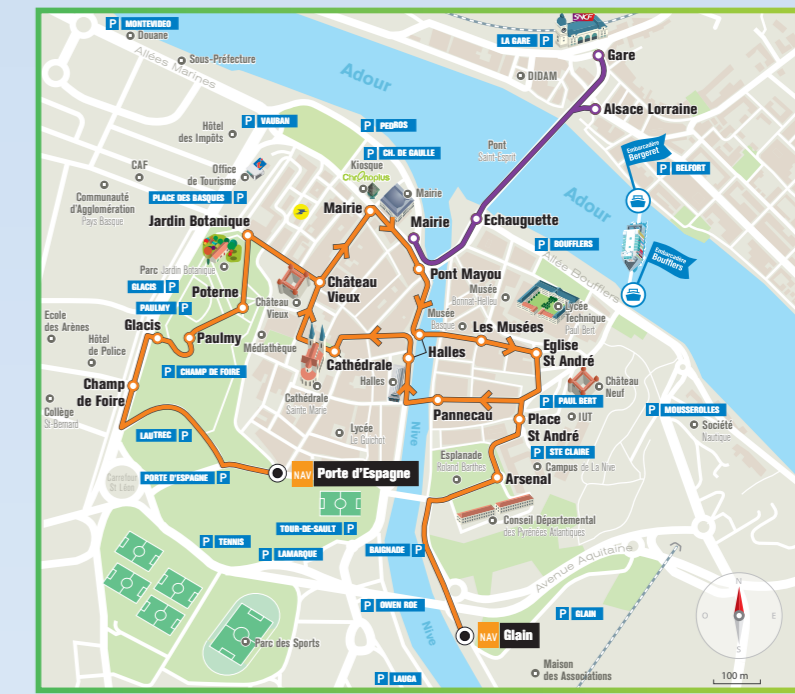 P MONTEVIDEO
Douane
Allées Marines
Sous-Préfecture
SNCF
LA GARE P
Gare
DIDAM
Alsace Lorraine
Adour
Hôtel
des Impôts
P VAUBAN
P PEDROS
P CH. DE GAULLE
Kiosque
Chronoplus
Pont
Saint-Esprit
Embarcadère
Bergeret
P BELFORT
CAF
Office
de Tourisme
Communauté
d'Agglomération
Pays Basque
PLACE DES BASQUES P
Mairie
Mairie
Mairie
Echauguette
Adour
Jardin Botanique
P BOUFFLERS
Allée Boufflers
Embarcadère
Boufflers
Parc Jardin Botanique
GLACIS P
Poterne
PAULMY P
Château
Vieux
Château
Vieux
Pont Mayou
Musée
Bonnat-Helleu
Musée
Basque
Les Musées
Lycée
Technique
Paul Bert
Ecole
des Arènes
Glacis
Hôtel
de Police
Paulmy
Médiathèque
Halles
Eglise
St André
P CHAMP DE FOIRE
Cathédrale
Halles
Champ
de Foire
Cathédrale
Sainte Marie
Château
Neuf
P PAUL BERT
Collège
St-Bernard
Pannecau
Place
St André
IUT
P MOUSSEROLLES
Société
Nautique
LAUTREC P
Lycée
Le Guichot
Nive
Esplanade
Roland Barthes
P STE CLAIRE
Campus de La Nive
Carrefour
St Léon
PORTE D'ESPAGNE P
NAV Porte d'Espagne
Arsenal
Conseil Départemental
des Pyrénées Atlantiques
TOUR-DE-SAULT P
P TENNIS
P LAMARQUE
BAIGNADE P
Avenue Aquitaine
P OWEN ROE
P GLAIN
Nive
NAV Glain
Parc des Sports
P LAUGA
Maison
des Associations
N
O E
S
100 m